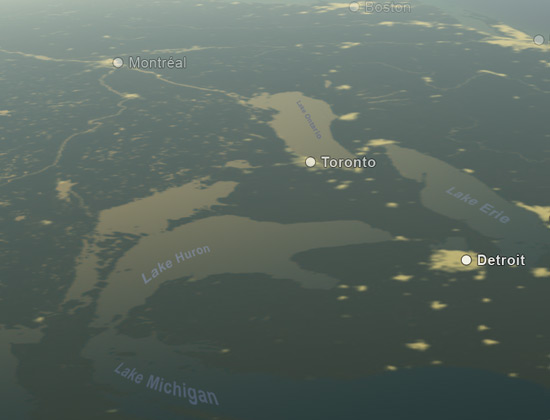 Boston
Montréal
Lake Ontario
Toronto
Lake Erie
Lake Huron
Detroit
Lake Michigan